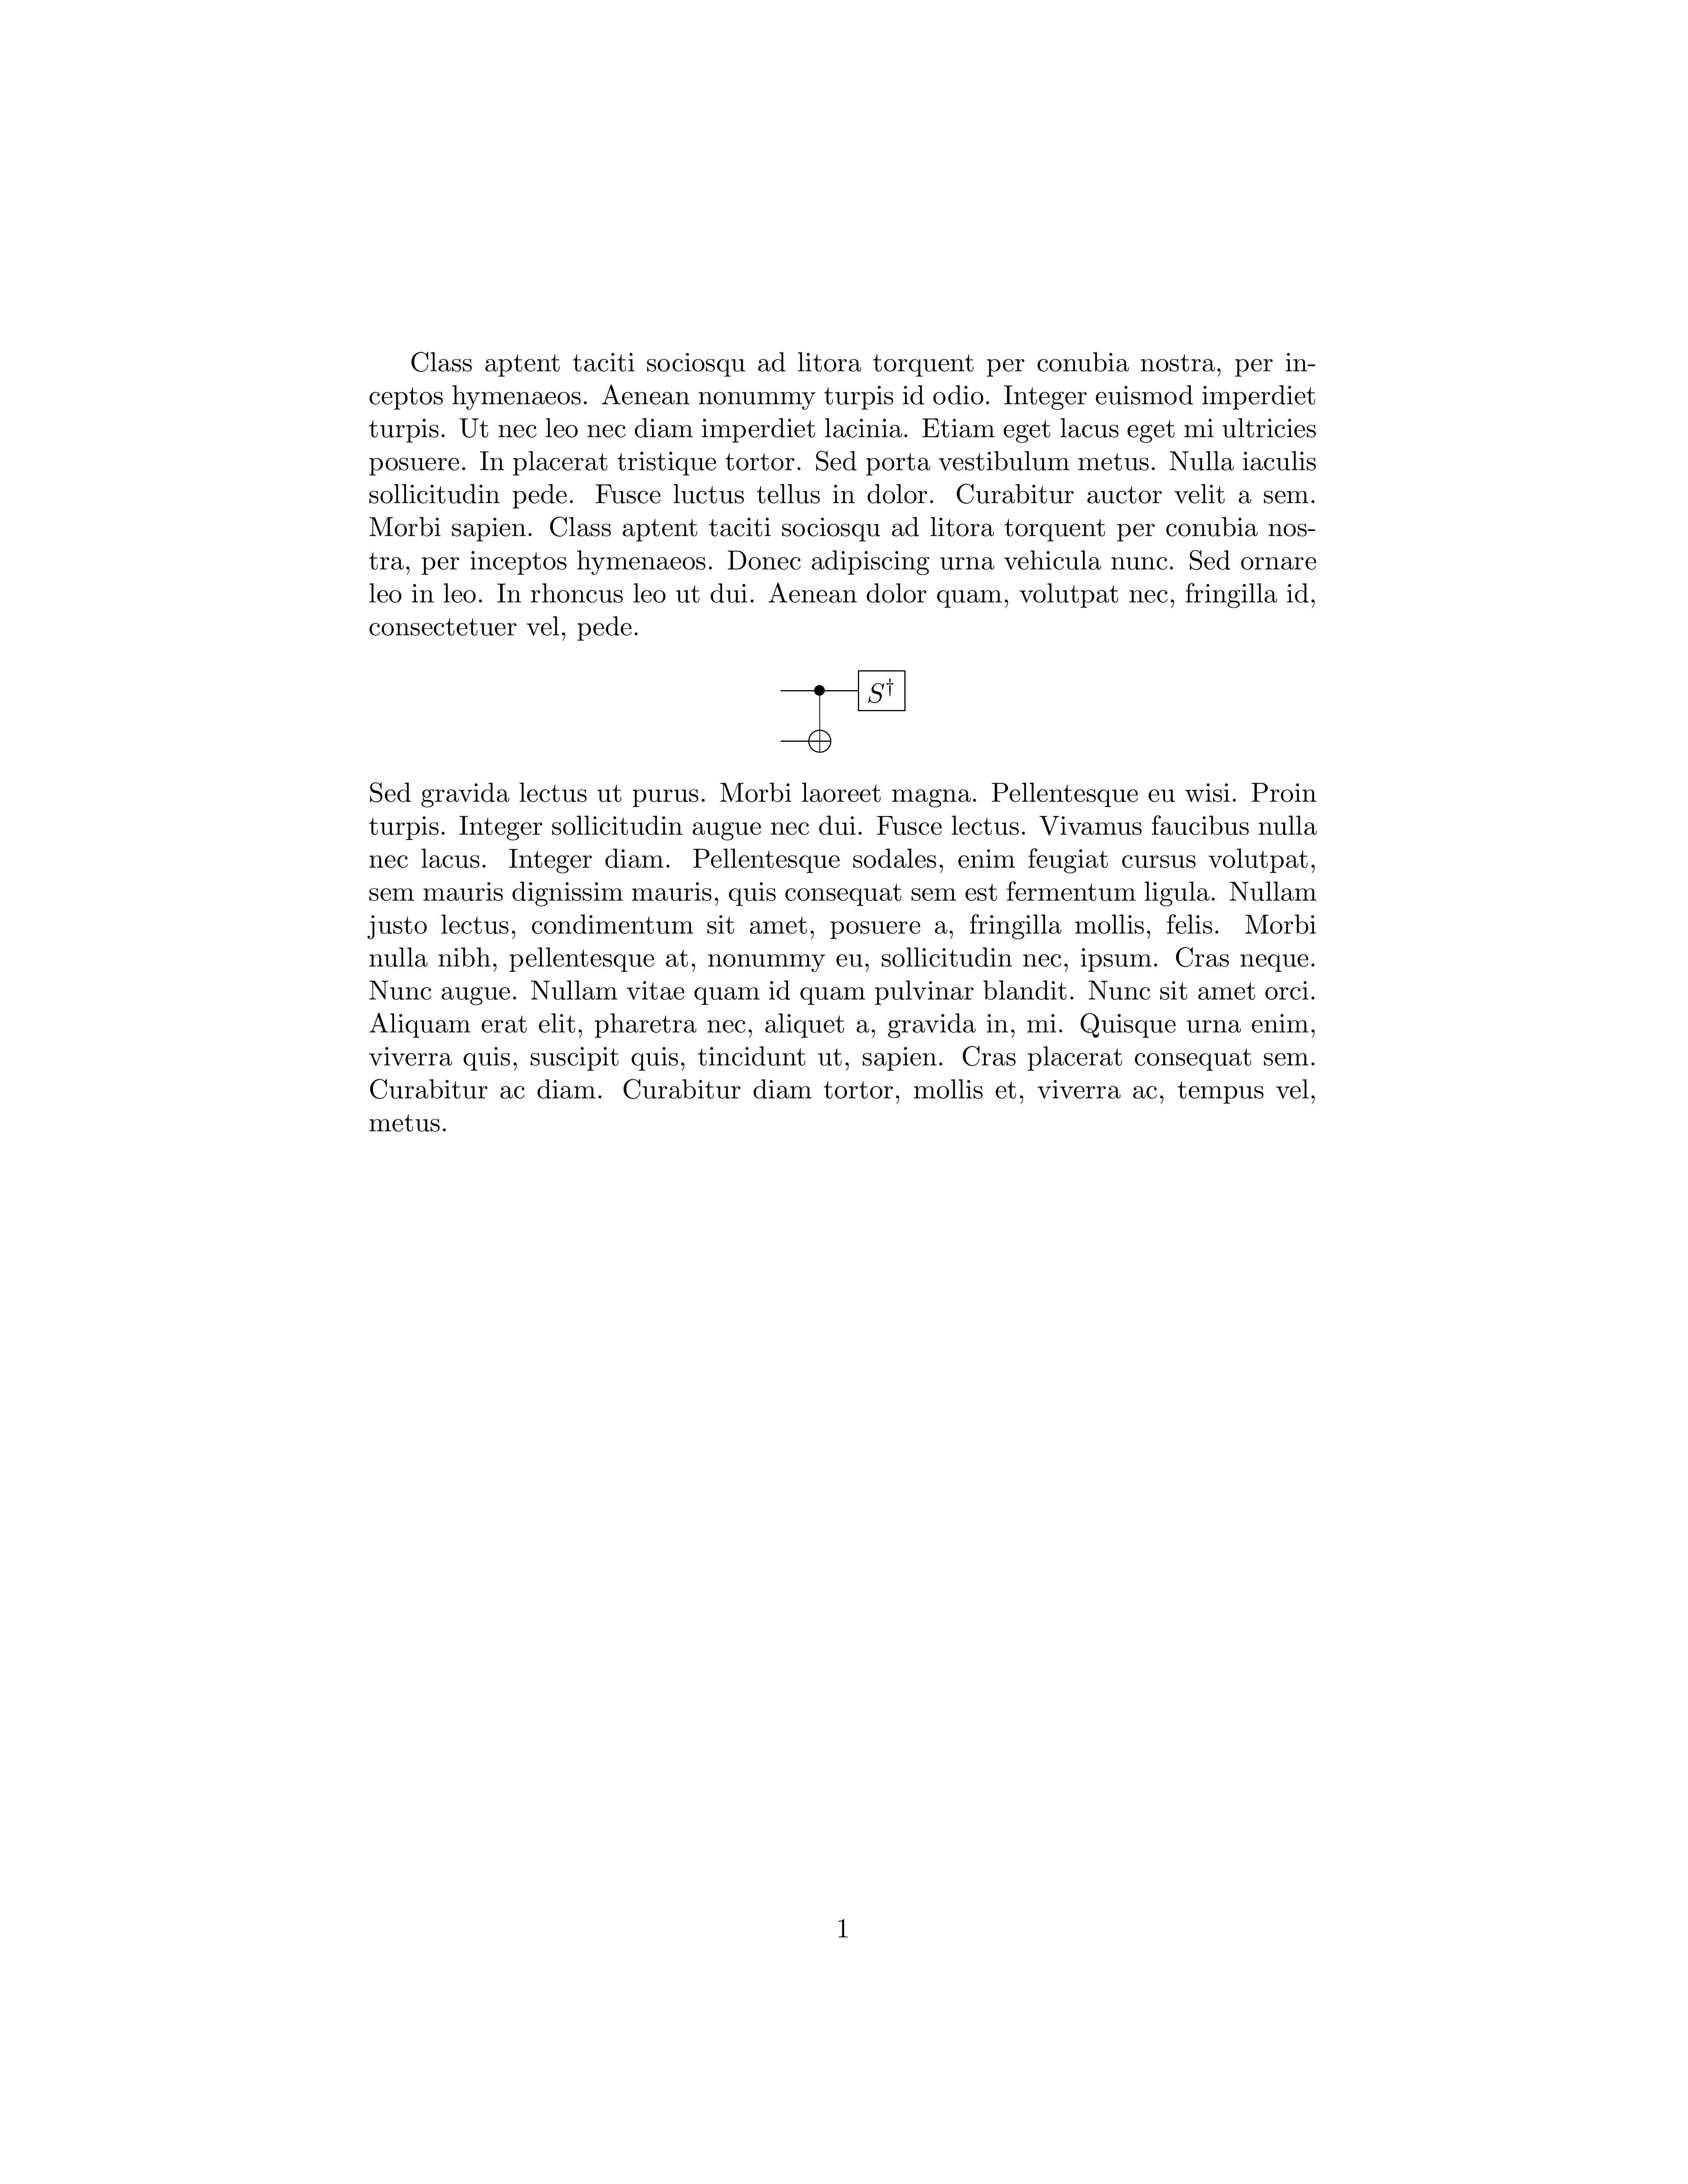 Class aptent taciti sociosqu ad litora torquent per conubia nostra, per in-
ceptos hymenaeos. Aenean nonummy turpis id odio. Integer euismod imperdiet
turpis. Ut nec leo nec diam imperdiet lacinia. Etiam eget lacus eget mi ultricies
posuere. In placerat tristique tortor. Sed porta vestibulum metus. Nulla iaculis
sollicitudin pede. Fusce luctus tellus in dolor. Curabitur auctor velit a sem.
Morbi sapien. Class aptent taciti sociosqu ad litora torquent per conubia nos-
tra, per inceptos hymenaeos. Donec adipiscing urna vehicula nunc. Sed ornare
leo in leo. In rhoncus leo ut dui. Aenean dolor quam, volutpat nec, fringilla id,
consectetuer vel, pede.
S†
Sed gravida lectus ut purus. Morbi laoreet magna. Pellentesque eu wisi. Proin
turpis. Integer sollicitudin augue nec dui. Fusce lectus. Vivamus faucibus nulla
nec lacus. Integer diam. Pellentesque sodales, enim feugiat cursus volutpat,
sem mauris dignissim mauris, quis consequat sem est fermentum ligula. Nullam
justo lectus, condimentum sit amet, posuere a, fringilla mollis, felis. Morbi
nulla nibh, pellentesque at, nonummy eu, sollicitudin nec, ipsum. Cras neque.
Nunc augue. Nullam vitae quam id quam pulvinar blandit. Nunc sit amet orci.
Aliquam erat elit, pharetra nec, aliquet a, gravida in, mi. Quisque urna enim,
viverra quis, suscipit quis, tincidunt ut, sapien. Cras placerat consequat sem.
Curabitur ac diam. Curabitur diam tortor, mollis et, viverra ac, tempus vel,
metus.
1